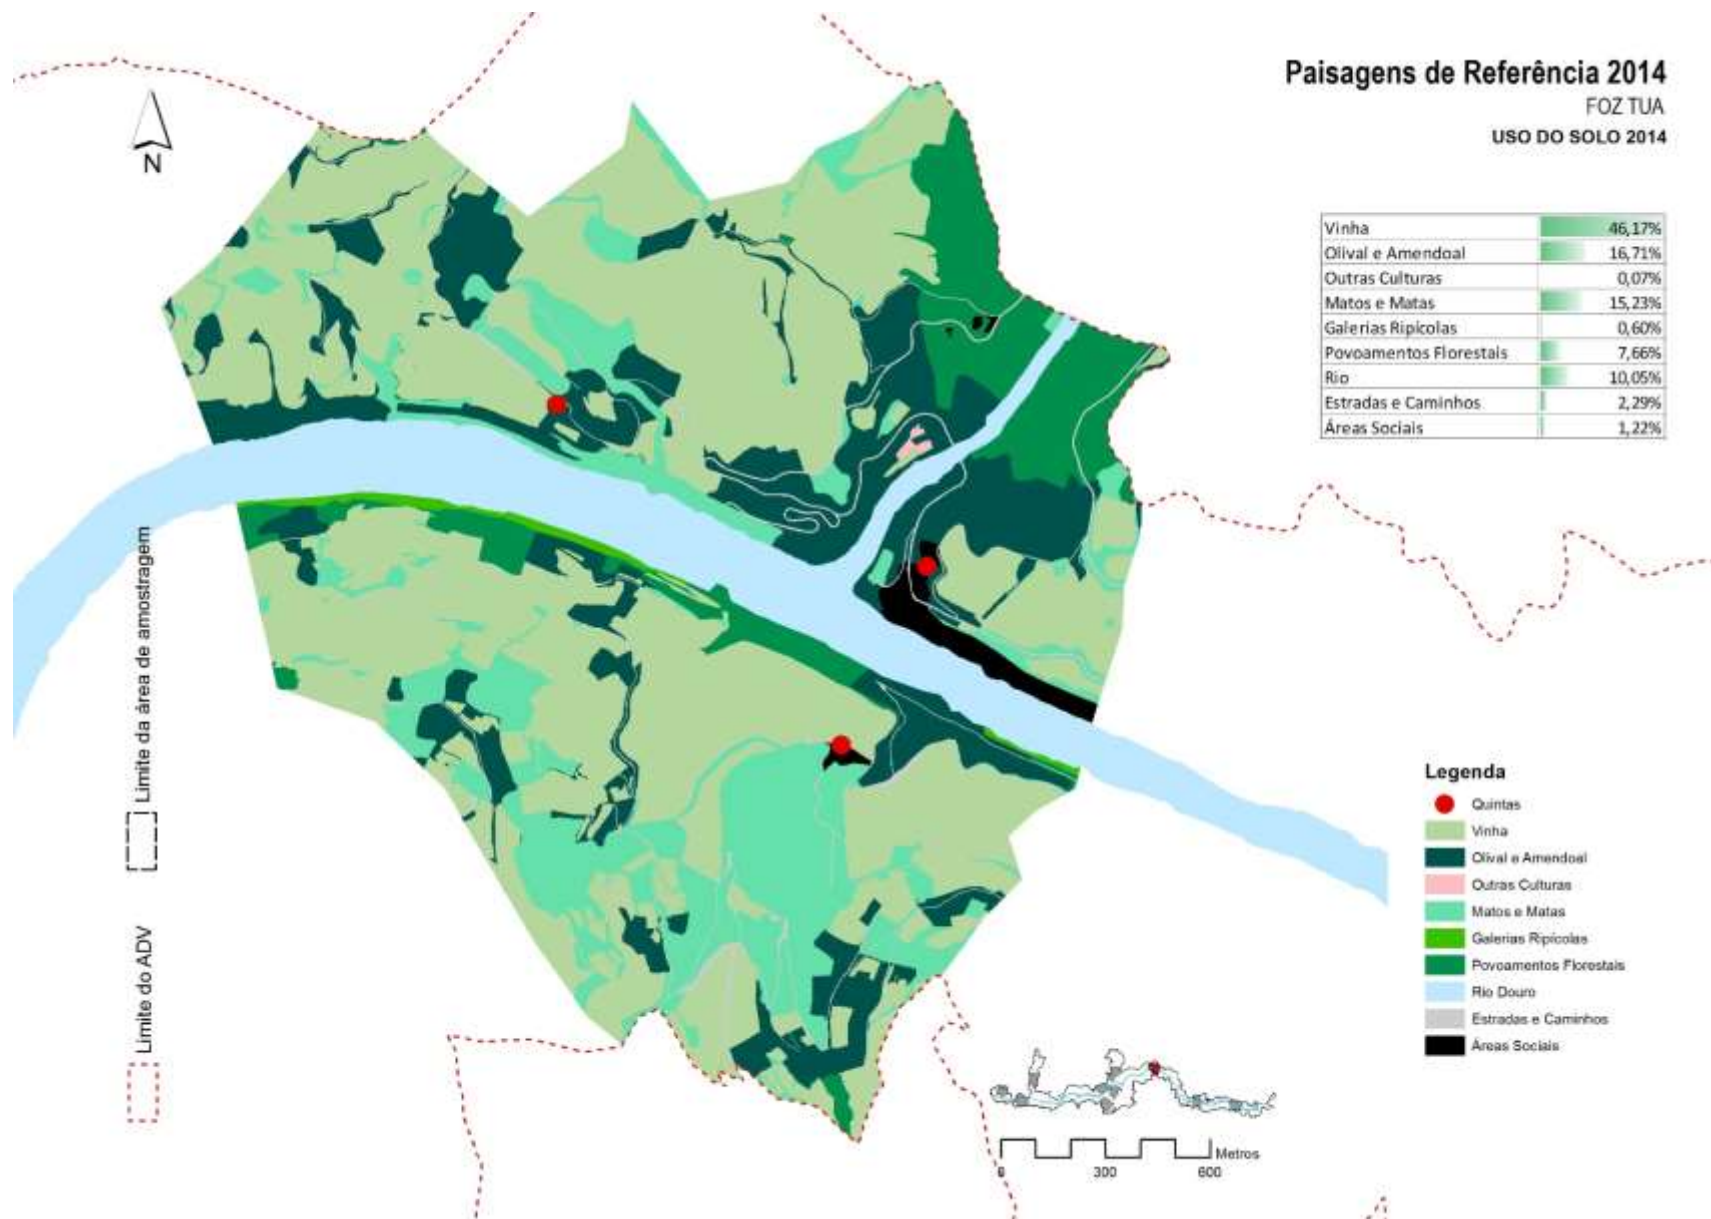 Paisagens de Referência 2014
FOZ TUA
USO DO SOLO 2014
N
Vinha 46,17%
Olival e Amendoal 16,71%
Outras Culturas 0,07%
Matos e Matas 15,23%
Galerias Ripícolas 0,60%
Povoamentos Florestais 7,66%
Rio 10,05%
Estradas e Caminhos 2,29%
Áreas Sociais 1,22%
Limite da área de amostragem
Limite do ADV
Legenda
Quintas
Vinha
Olival e Amendoal
Outras Culturas
Matos e Matas
Galerias Ripícolas
Povoamentos Florestais
Rio Douro
Estradas e Caminhos
Áreas Sociais
Metros
0 300 600